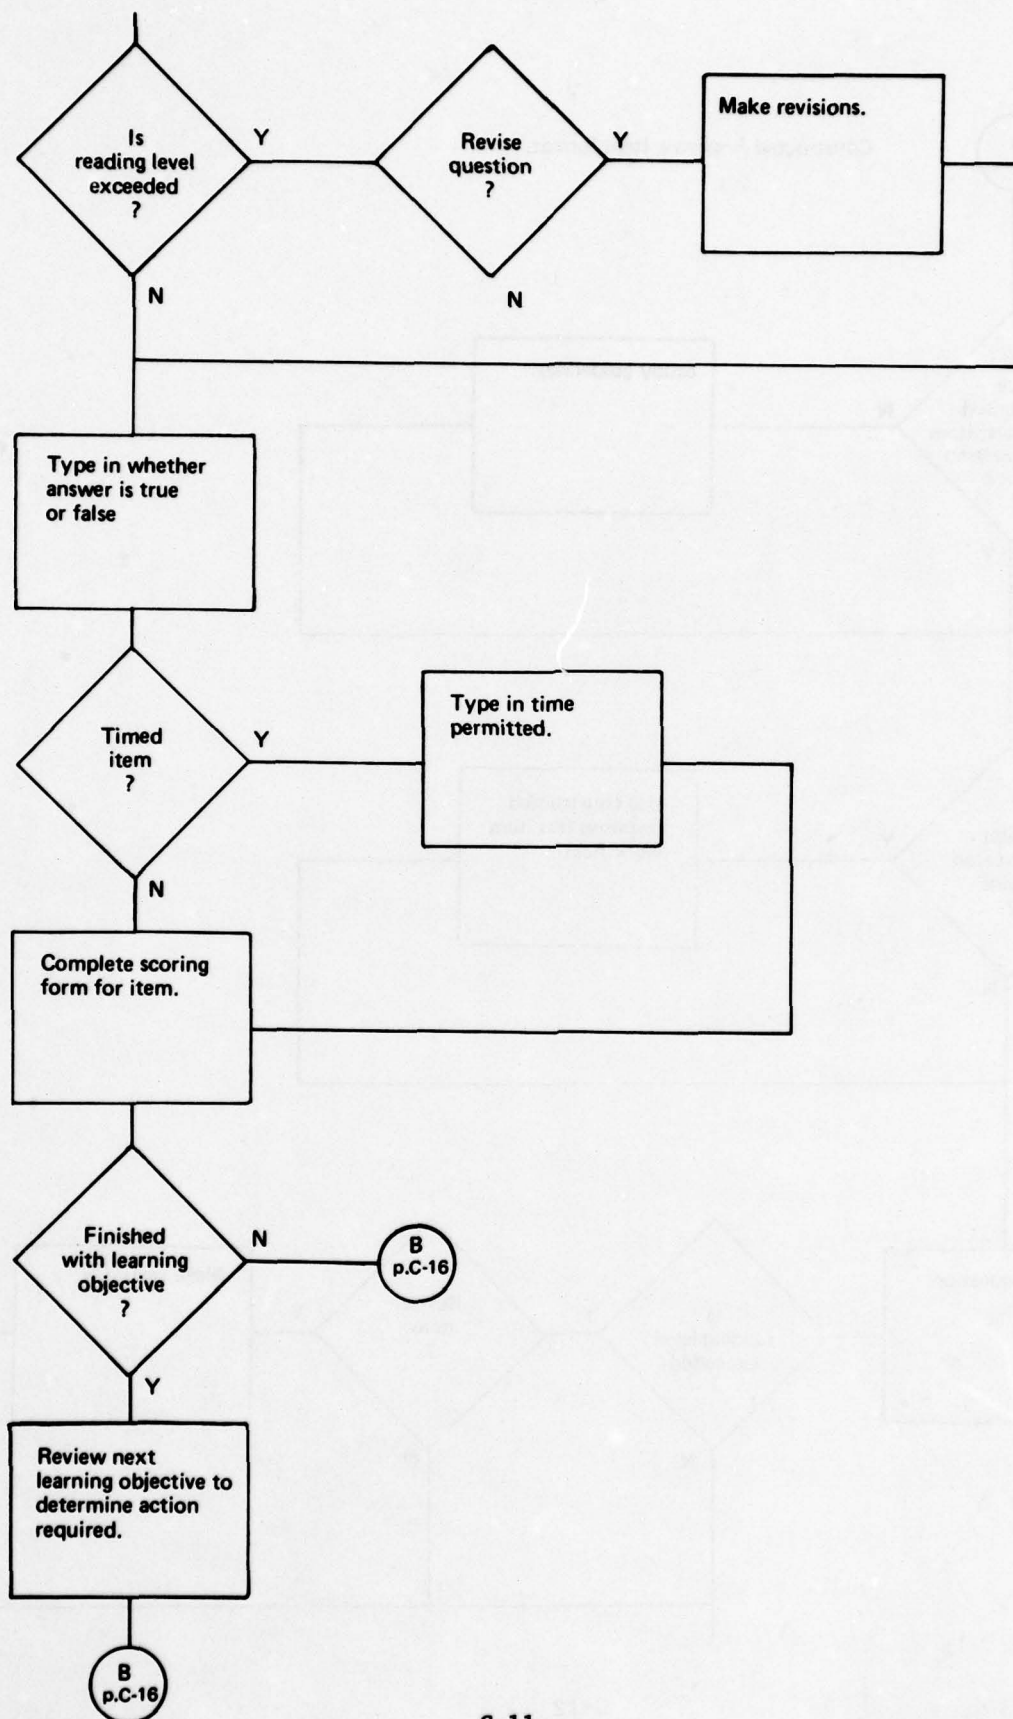 Is
reading level
exceeded
?
Y
N
Revise
question
?
Y
N
Make revisions.
Type in whether
answer is true
or false
Timed
item
?
Y
N
Type in time
permitted.
Complete scoring
form for item.
Finished
with learning
objective
?
N
Y
B
p.C-16
Review next
learning objective to
determine action
required.
B
p.C-16